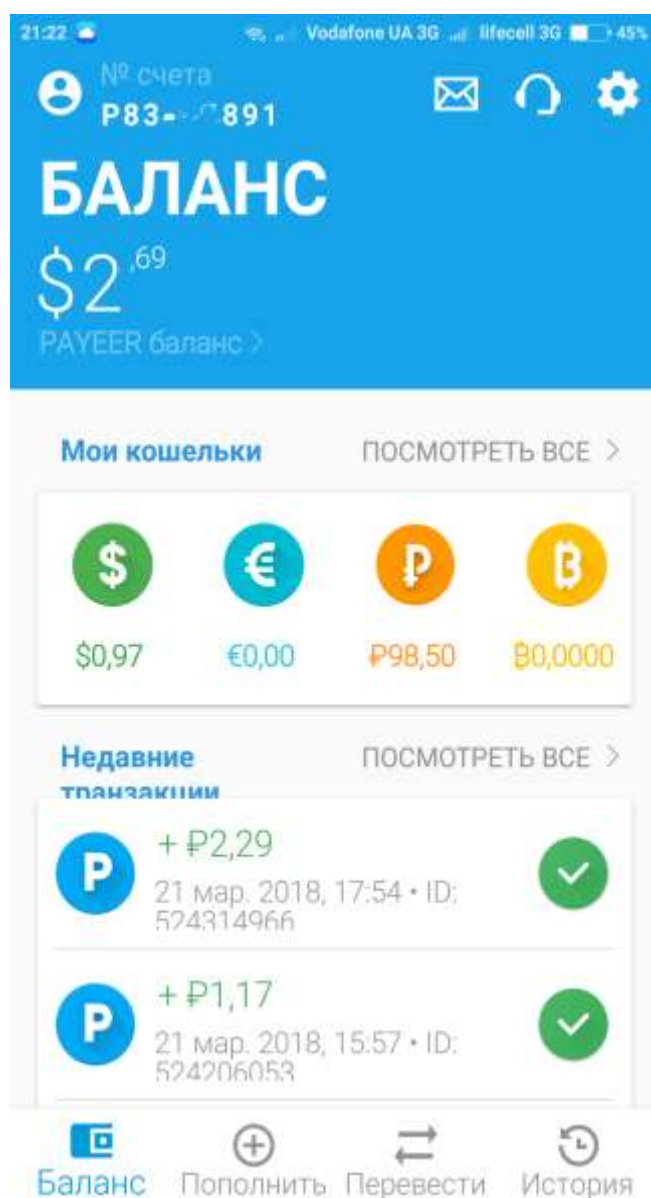 21:22 Vodafone UA 3G lifecell 3G 45%
№ счета
P83- 891
БАЛАНС
$2,69
PAYEER баланс >
Мои кошельки ПОСМОТРЕТЬ ВСЕ >
$0,97 €0,00 ₽98,50 ₿0,0000
Недавние транзакции ПОСМОТРЕТЬ ВСЕ >
+ ₽2,29
21 мар. 2018, 17:54 • ID:
524314966
+ ₽1,17
21 мар. 2018, 15:57 • ID:
524206053
Баланс Пополнить Перевести История